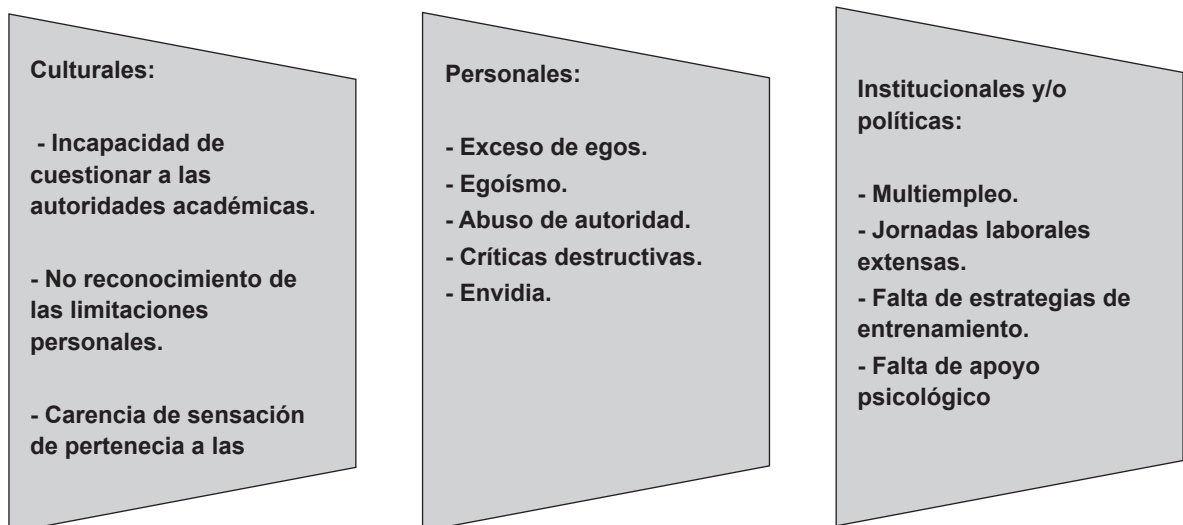 Culturales:
- Incapacidad de
cuestionar a las
autoridades académicas.
- No reconocimiento de
las limitaciones
personales.
- Carencia de sensación
de pertenecia a las
Personales:
- Exceso de egos.
- Egoísmo.
- Abuso de autoridad.
- Críticas destructivas.
- Envidia.
Institucionales y/o
políticas:
- Multiempleo.
- Jornadas laborales
extensas.
- Falta de estrategias de
entrenamiento.
- Falta de apoyo
psicológico